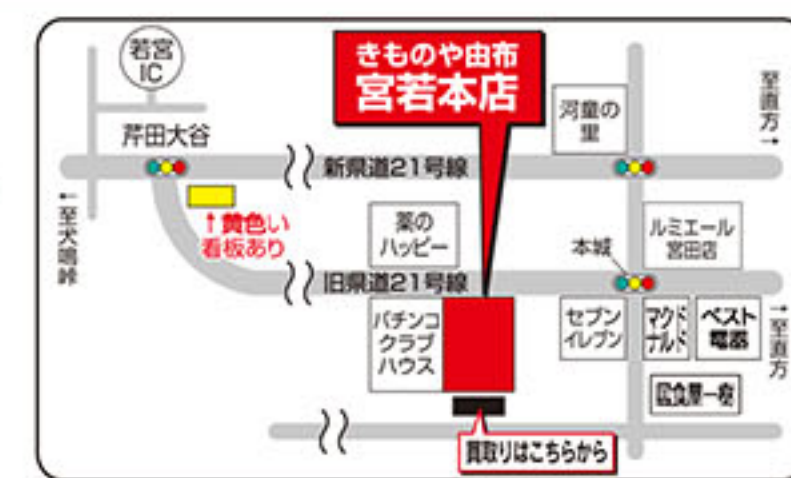 若宮
IC
きものや由布
宮若本店
河童の
里
至直方→
芹田大谷
新県道21号線
←至犬鳴峠
↑黄色い
看板あり
薬の
ハッピー
本城
ルミエール
宮田店
旧県道21号線
パチンコ
クラブ
ハウス
セブン
イレブン
マクド
ナルド
ベスト
電器
→至直方
買取りはこちらから